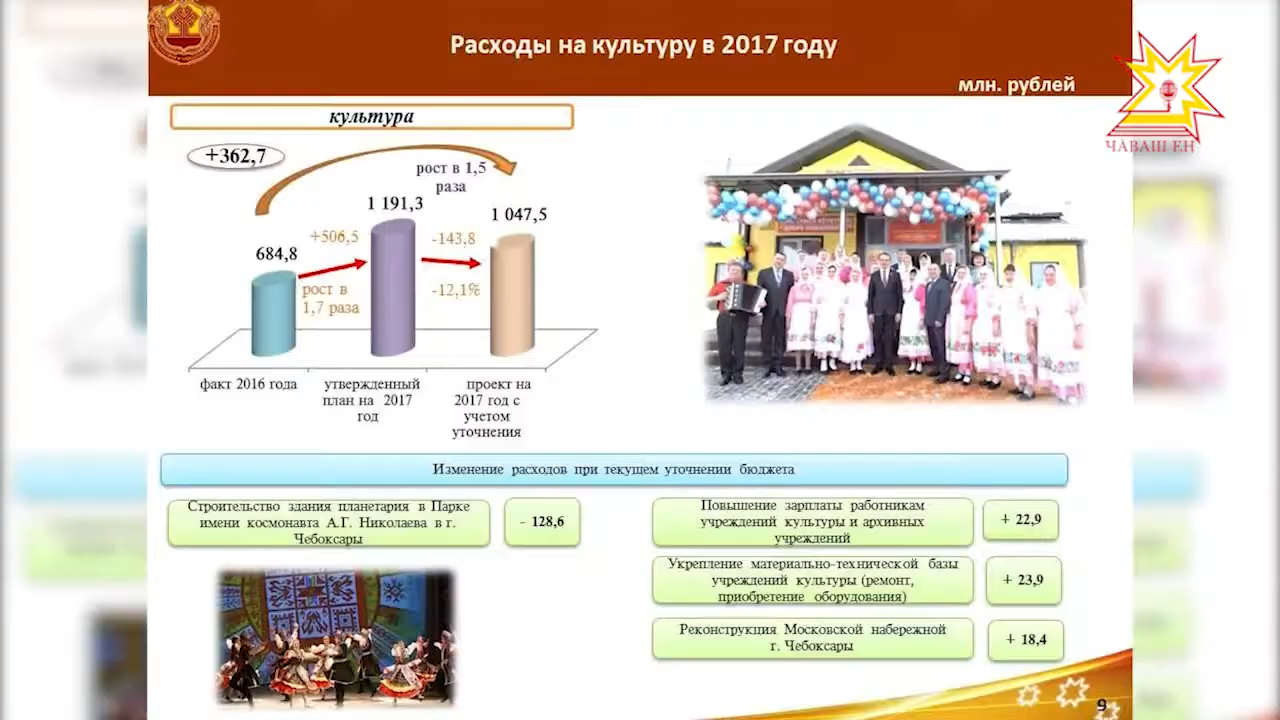 Расходы на культуру в 2017 году
млн. рублей
ЧАВАШ ЕН
культура
+362,7
рост в 1,5
раза
1 191,3
1 047,5
684,8
+506,5
-143,8
рост в
1,7 раза
-12,1%
факт 2016 года
утвержденный
план на 2017
год
проект на
2017 год с
учетом
уточнения
Изменение расходов при текущем уточнении бюджета
Строительство здания планетария в Парке
имени космонавта А.Г. Николаева в г.
Чебоксары
- 128,6
Повышение зарплаты работникам
учреждений культуры и архивных
учреждений
+ 22,9
Укрепление материально-технической базы
учреждений культуры (ремонт,
приобретение оборудования)
+ 23,9
Реконструкция Московской набережной
г. Чебоксары
+ 18,4
9